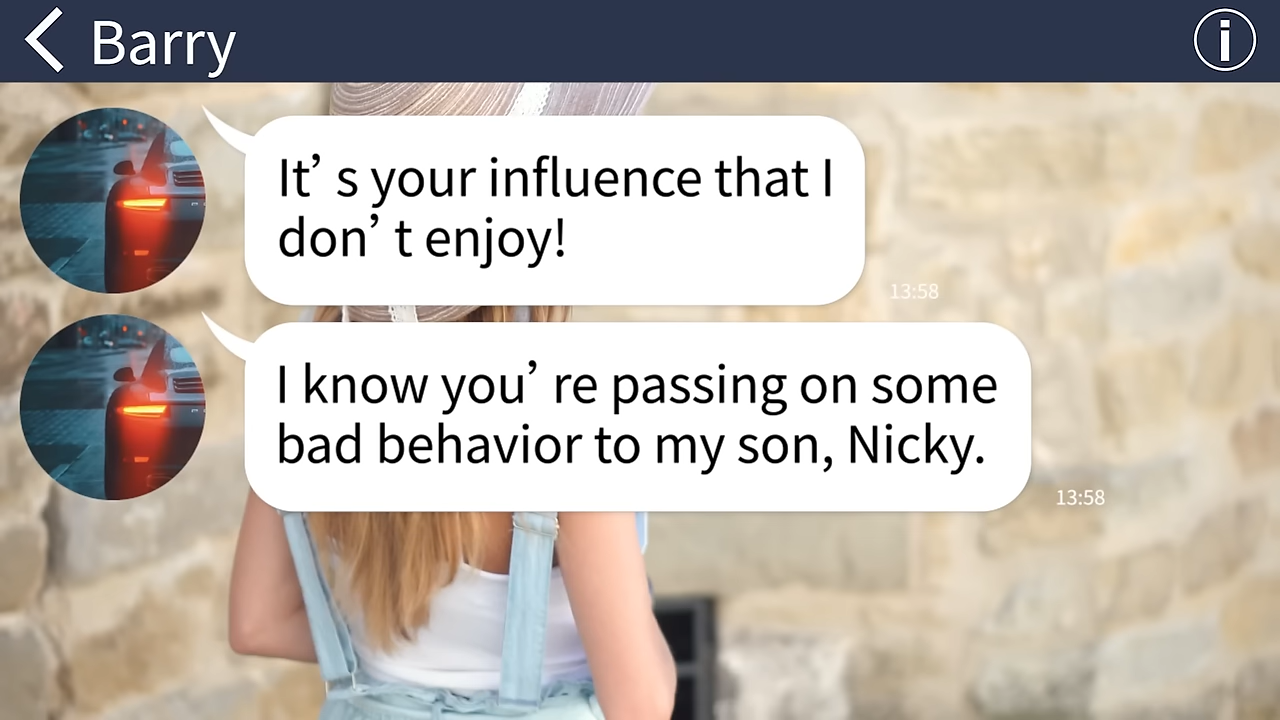 Barry
It’ s your influence that I
don’ t enjoy!
13:58
I know you’ re passing on some
bad behavior to my son, Nicky.
13:58